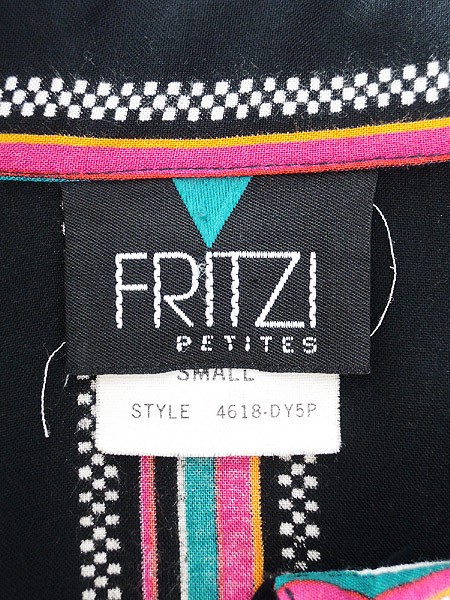 FRITZI
PETITES
SMALL
STYLE 4618-DY5P